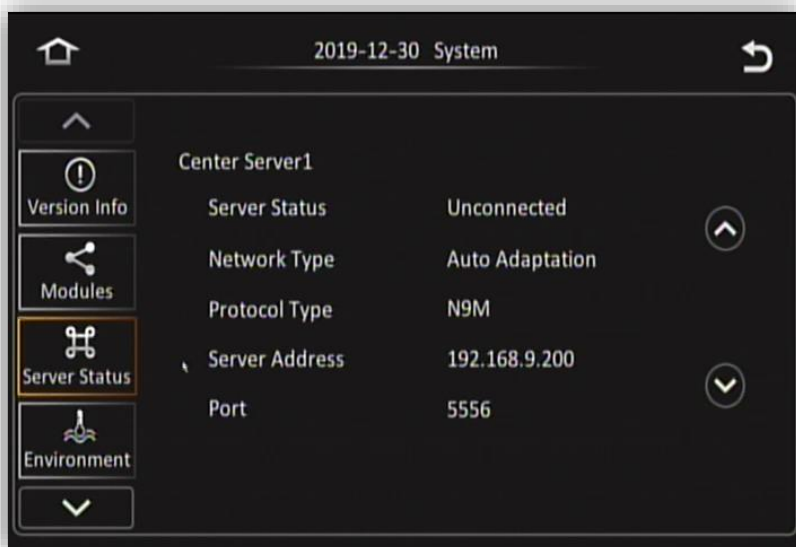 2019-12-30 System
Version Info
Modules
Server Status
Environment
Center Server1
Server Status Unconnected
Network Type Auto Adaptation
Protocol Type N9M
Server Address 192.168.9.200
Port 5556